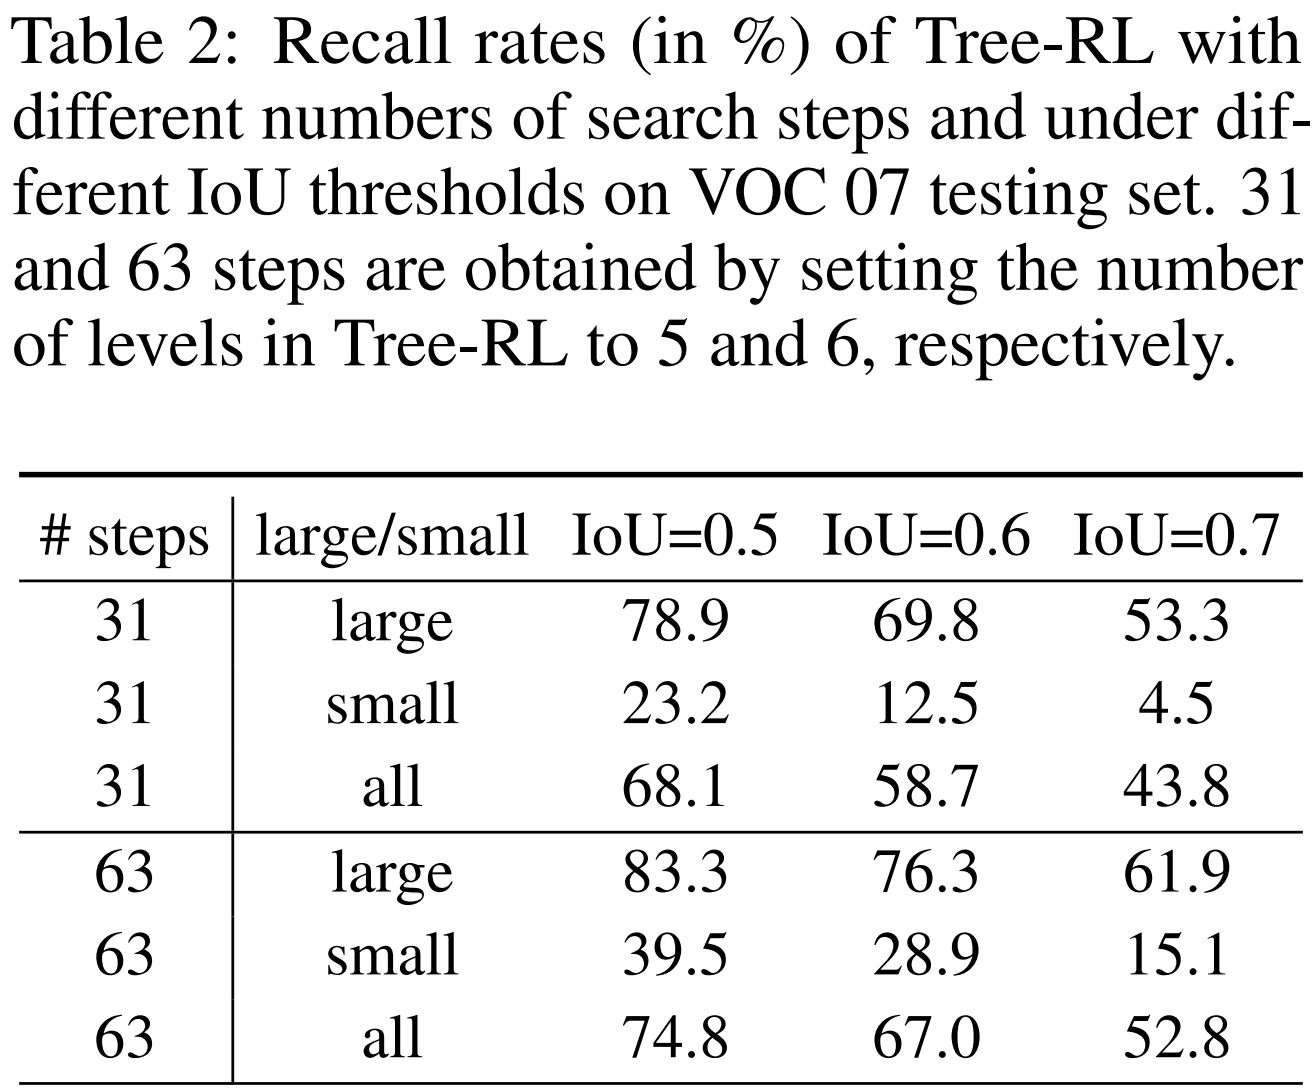 Table 2: Recall rates (in %) of Tree-RL with
different numbers of search steps and under dif-
ferent IoU thresholds on VOC 07 testing set. 31
and 63 steps are obtained by setting the number
of levels in Tree-RL to 5 and 6, respectively.
# steps large/small IoU=0.5 IoU=0.6 IoU=0.7
31 large 78.9 69.8 53.3
31 small 23.2 12.5 4.5
31 all 68.1 58.7 43.8
63 large 83.3 76.3 61.9
63 small 39.5 28.9 15.1
63 all 74.8 67.0 52.8